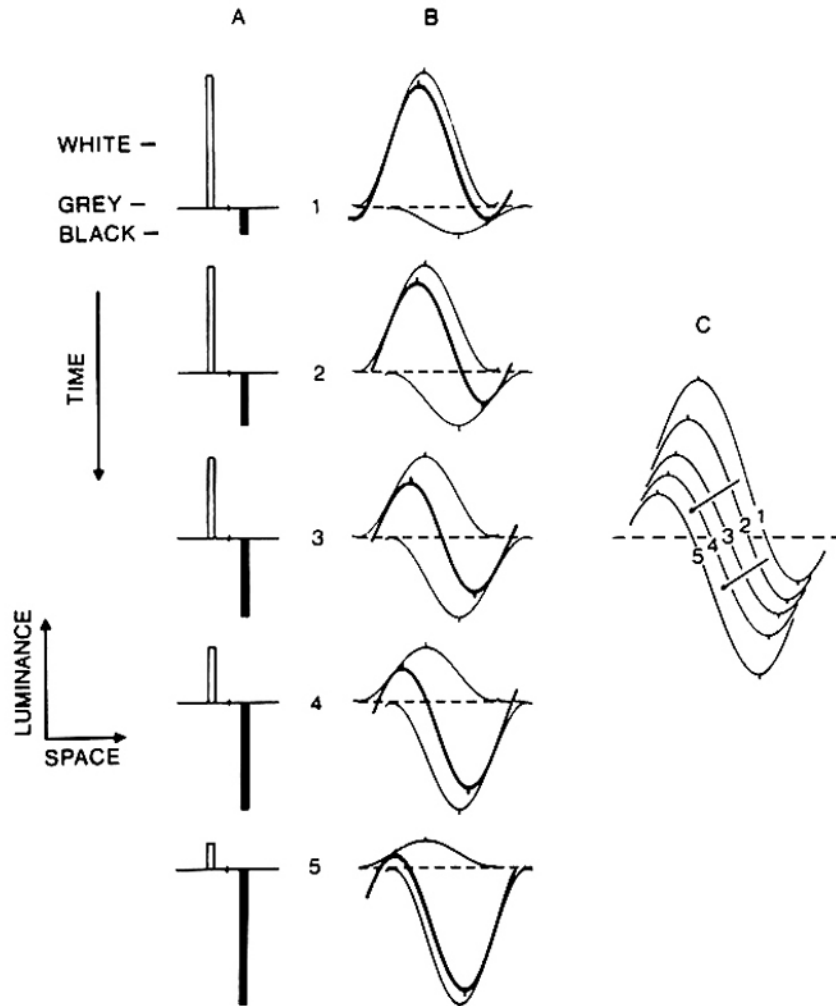 A B
WHITE –
GREY –
BLACK –
1
TIME
2
C
3
1
2
3
4
5
LUMINANCE
SPACE
4
5